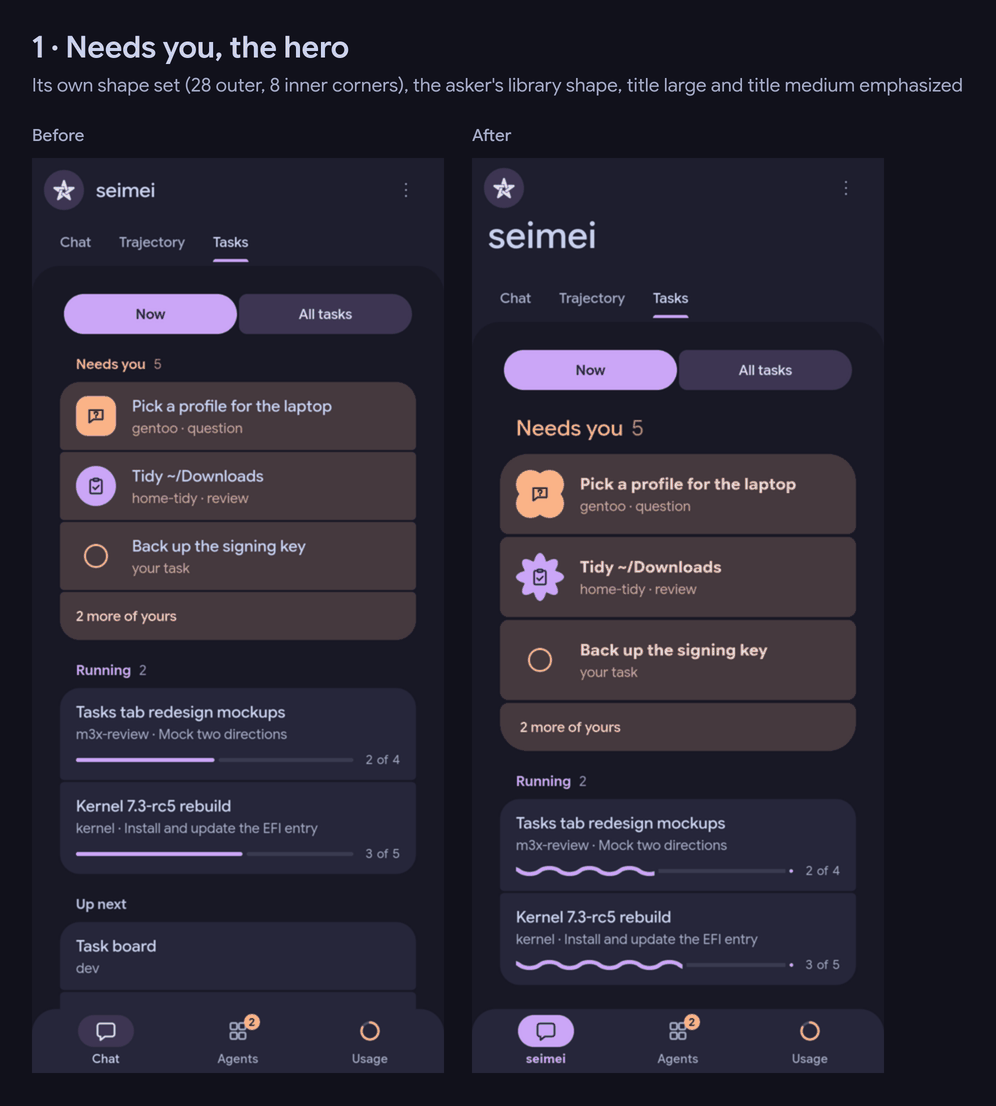 1 · Needs you, the hero
Its own shape set (28 outer, 8 inner corners), the asker's library shape, title large and title medium emphasized
Before
seimei
Chat Trajectory Tasks
Now All tasks
Needs you 5
Pick a profile for the laptop
gentoo · question
Tidy ~/Downloads
home-tidy · review
Back up the signing key
your task
2 more of yours
Running 2
Tasks tab redesign mockups
m3x-review · Mock two directions
2 of 4
Kernel 7.3-rc5 rebuild
kernel · Install and update the EFI entry
3 of 5
Up next
Task board
dev
2
Chat Agents Usage
After
seimei
Chat Trajectory Tasks
Now All tasks
Needs you 5
Pick a profile for the laptop
gentoo · question
Tidy ~/Downloads
home-tidy · review
Back up the signing key
your task
2 more of yours
Running 2
Tasks tab redesign mockups
m3x-review · Mock two directions
2 of 4
Kernel 7.3-rc5 rebuild
kernel · Install and update the EFI entry
3 of 5
2
seimei Agents Usage